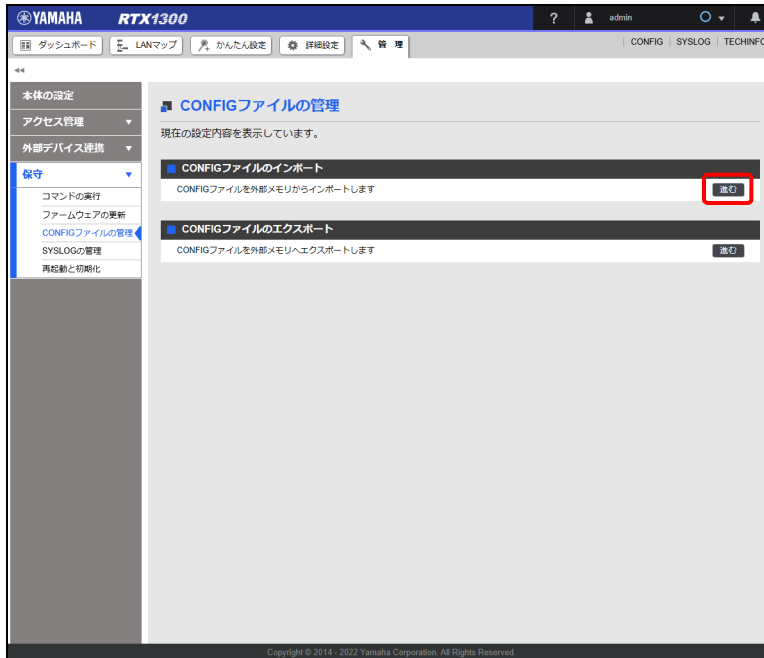 YAMAHA RTX1300 ? admin
ダッシュボード LANマップ かんたん設定 詳細設定 管 理 CONFIG SYSLOG TECHINFO
本体の設定
アクセス管理
外部デバイス連携
保守
コマンドの実行
ファームウェアの更新
CONFIGファイルの管理
SYSLOGの管理
再起動と初期化
CONFIGファイルの管理
現在の設定内容を表示しています。
CONFIGファイルのインポート
CONFIGファイルを外部メモリからインポートします 進む
CONFIGファイルのエクスポート
CONFIGファイルを外部メモリへエクスポートします 進む
Copyright © 2014 - 2022 Yamaha Corporation. All Rights Reserved.